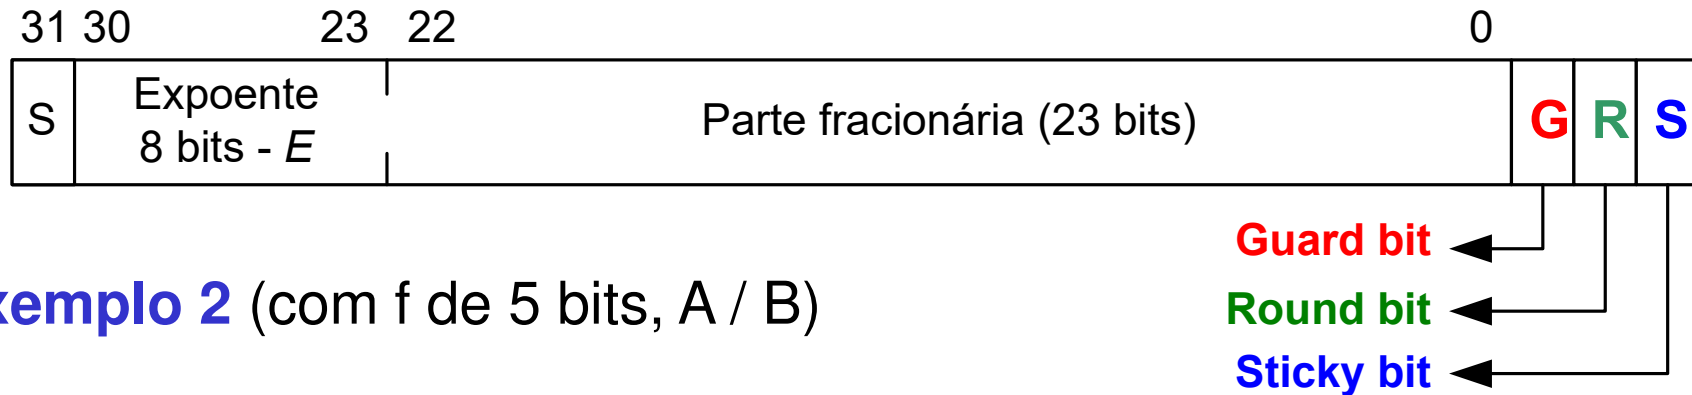 31 30 23 22 0
S Expoente 8 bits - E Parte fracionária (23 bits) G R S
Guard bit
xemplo 2 (com f de 5 bits, A / B)
Round bit
Sticky bit